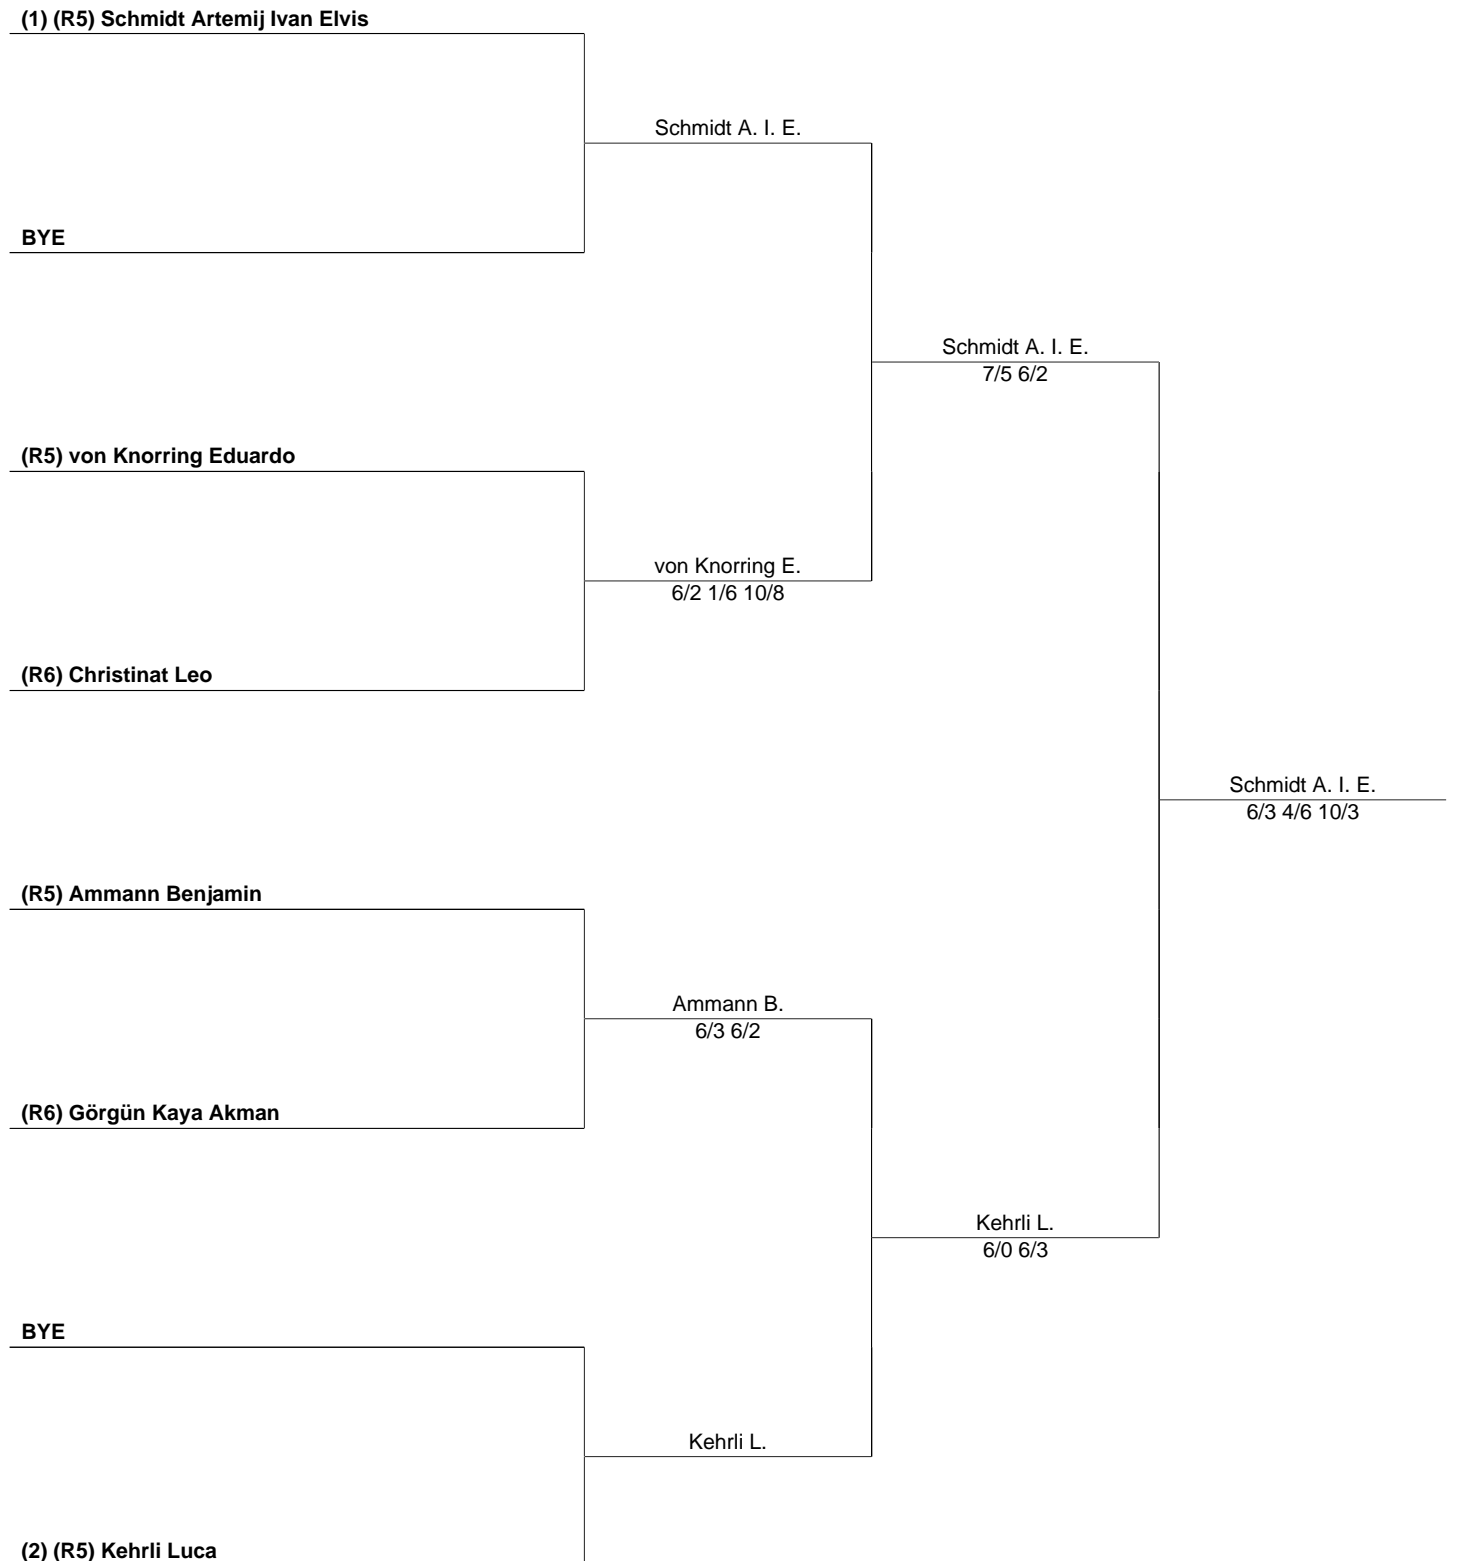 (1) (R5) Schmidt Artemij Ivan Elvis
Schmidt A. I. E.
BYE
Schmidt A. I. E.
7/5 6/2
(R5) von Knorring Eduardo
von Knorring E.
6/2 1/6 10/8
(R6) Christinat Leo
Schmidt A. I. E.
6/3 4/6 10/3
(R5) Ammann Benjamin
Ammann B.
6/3 6/2
(R6) Görgün Kaya Akman
Kehrli L.
6/0 6/3
BYE
Kehrli L.
(2) (R5) Kehrli Luca